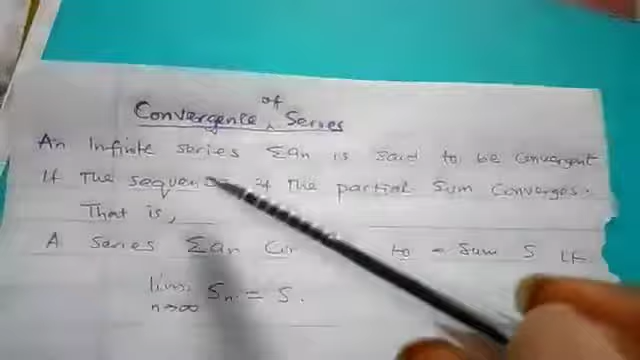 Convergence of Series
An infinite series Σan is said to be convergent
if the sequen of the partial sum converges.
That is,
A series Σan to a sum S if
lim n→∞ Sn = S.